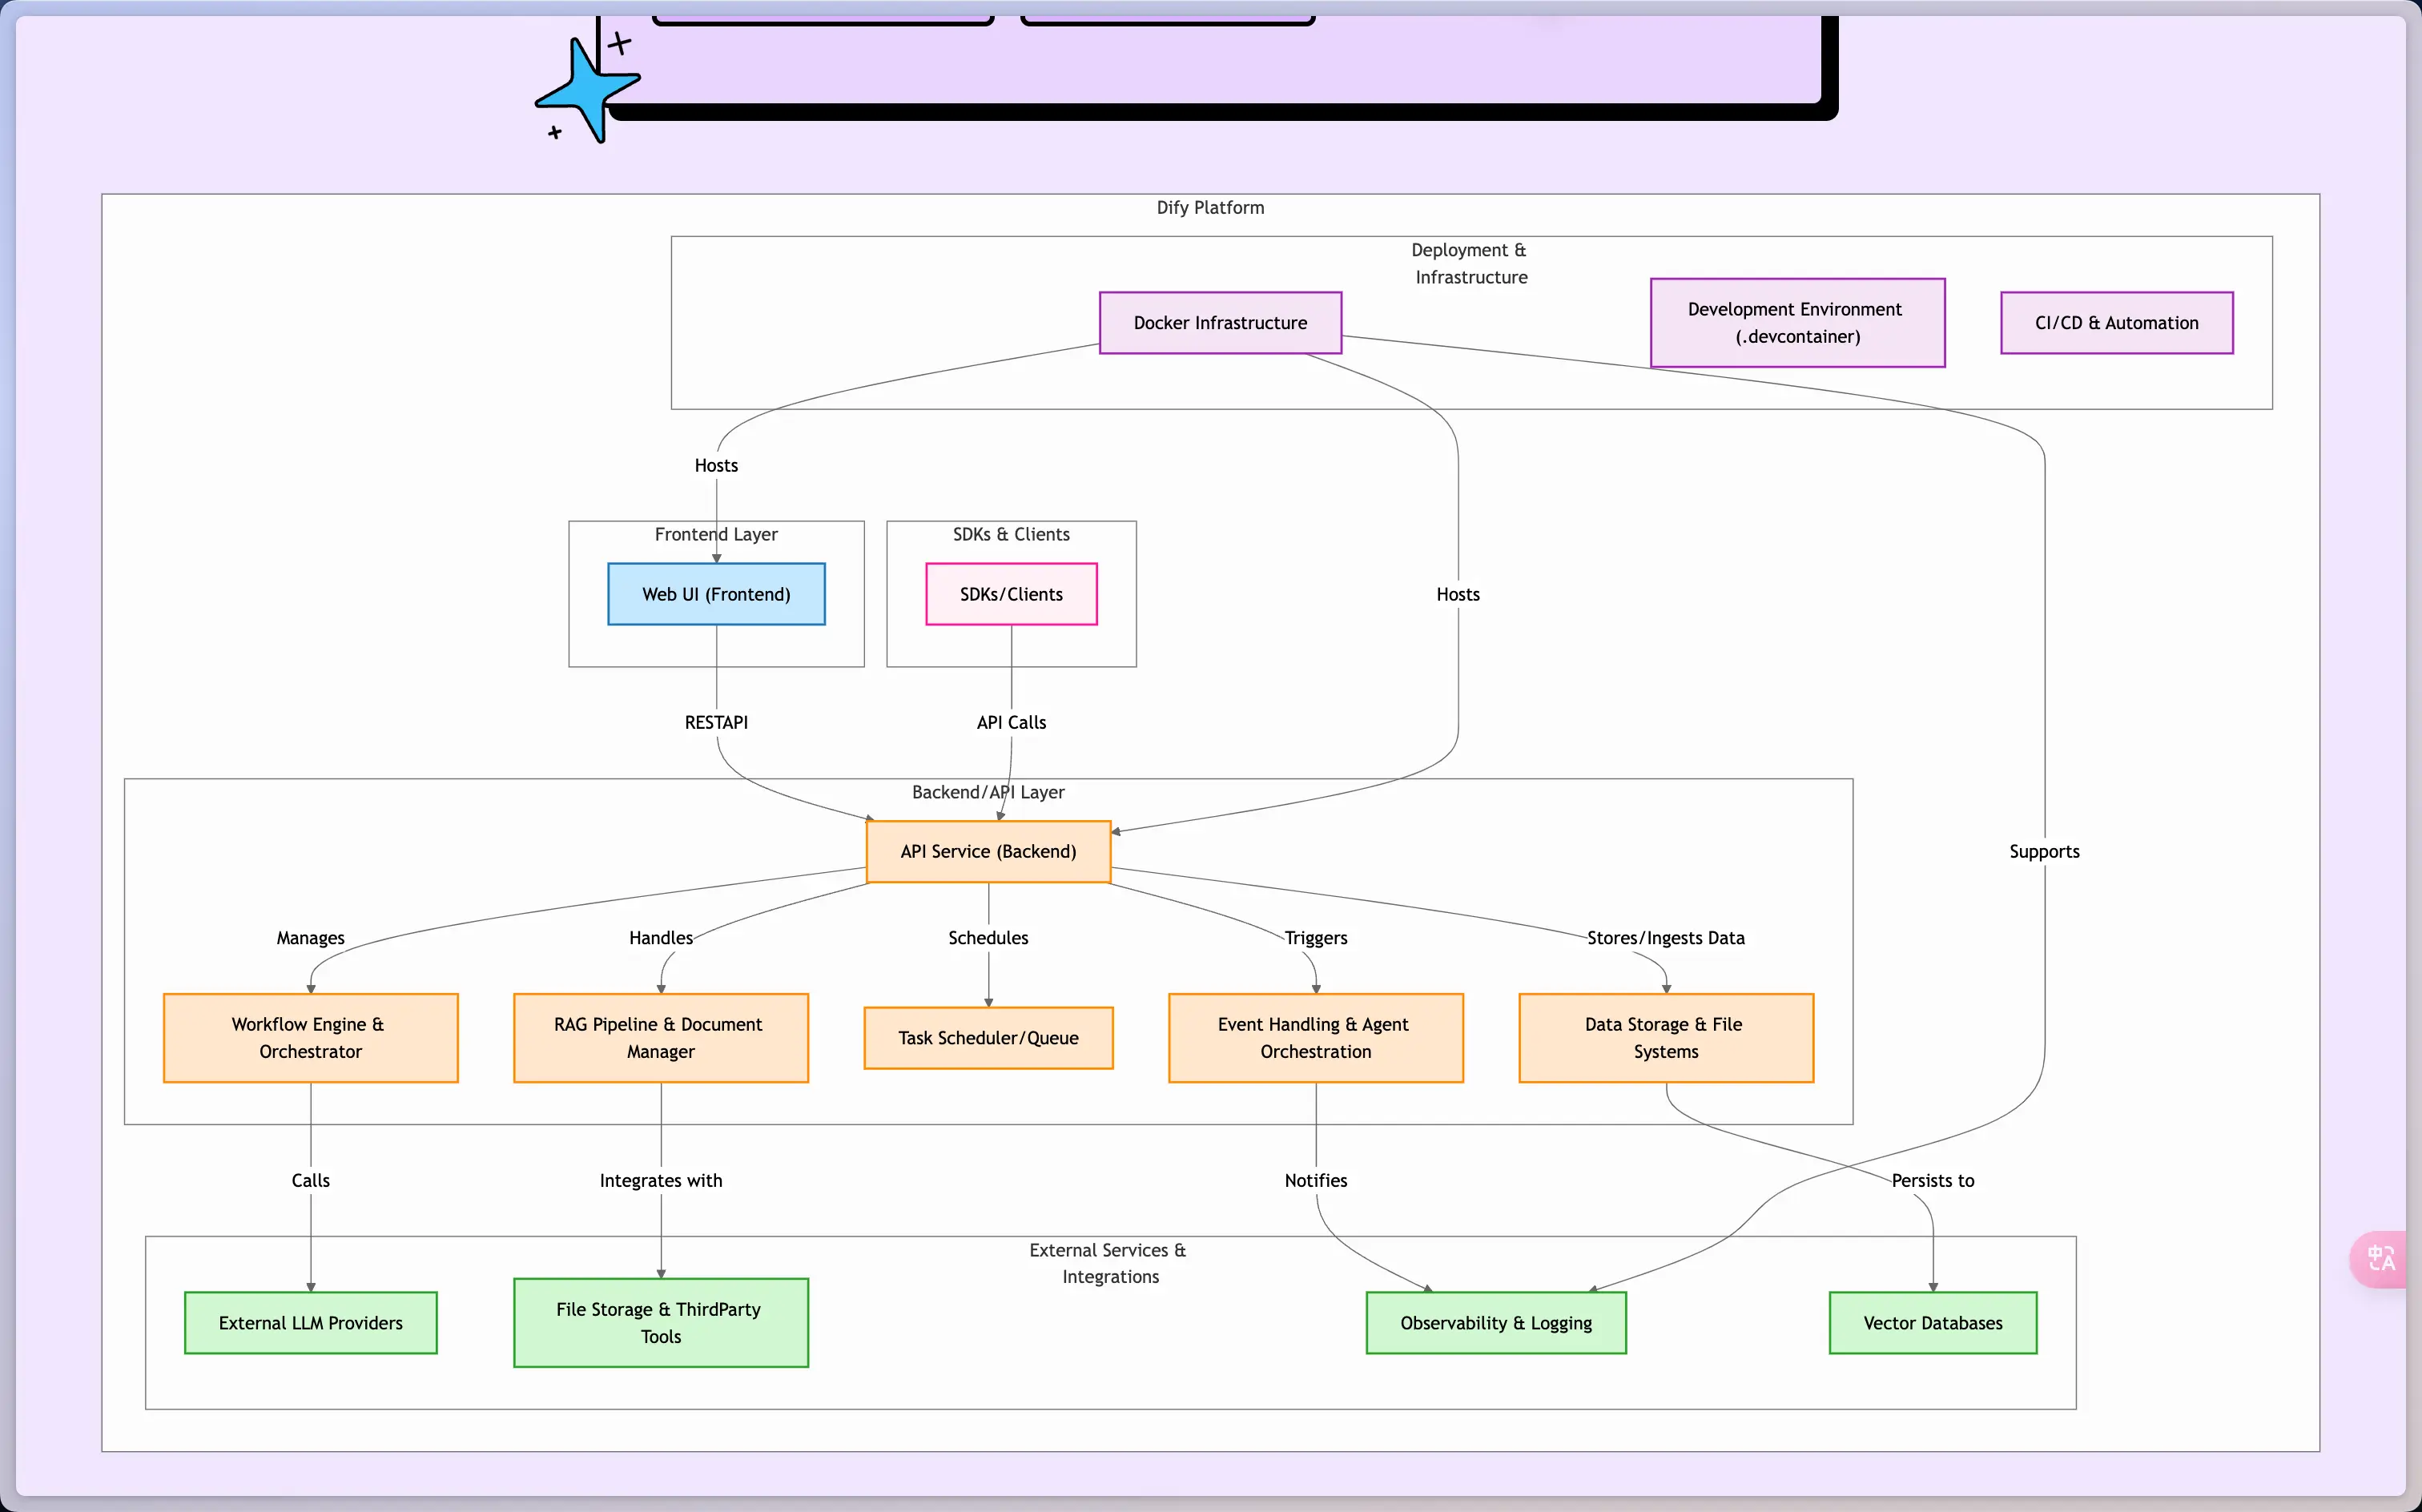 Dify Platform
Deployment &
Infrastructure
Docker Infrastructure
Development Environment
(.devcontainer)
CI/CD & Automation
Hosts
Frontend Layer
SDKs & Clients
Web UI (Frontend)
SDKs/Clients
Hosts
RESTAPI
API Calls
Backend/API Layer
API Service (Backend)
Supports
Manages
Handles
Schedules
Triggers
Stores/Ingests Data
Workflow Engine &
Orchestrator
RAG Pipeline & Document
Manager
Task Scheduler/Queue
Event Handling & Agent
Orchestration
Data Storage & File
Systems
Calls
Integrates with
Notifies
Persists to
External Services &
Integrations
External LLM Providers
File Storage & ThirdParty
Tools
Observability & Logging
Vector Databases
中A